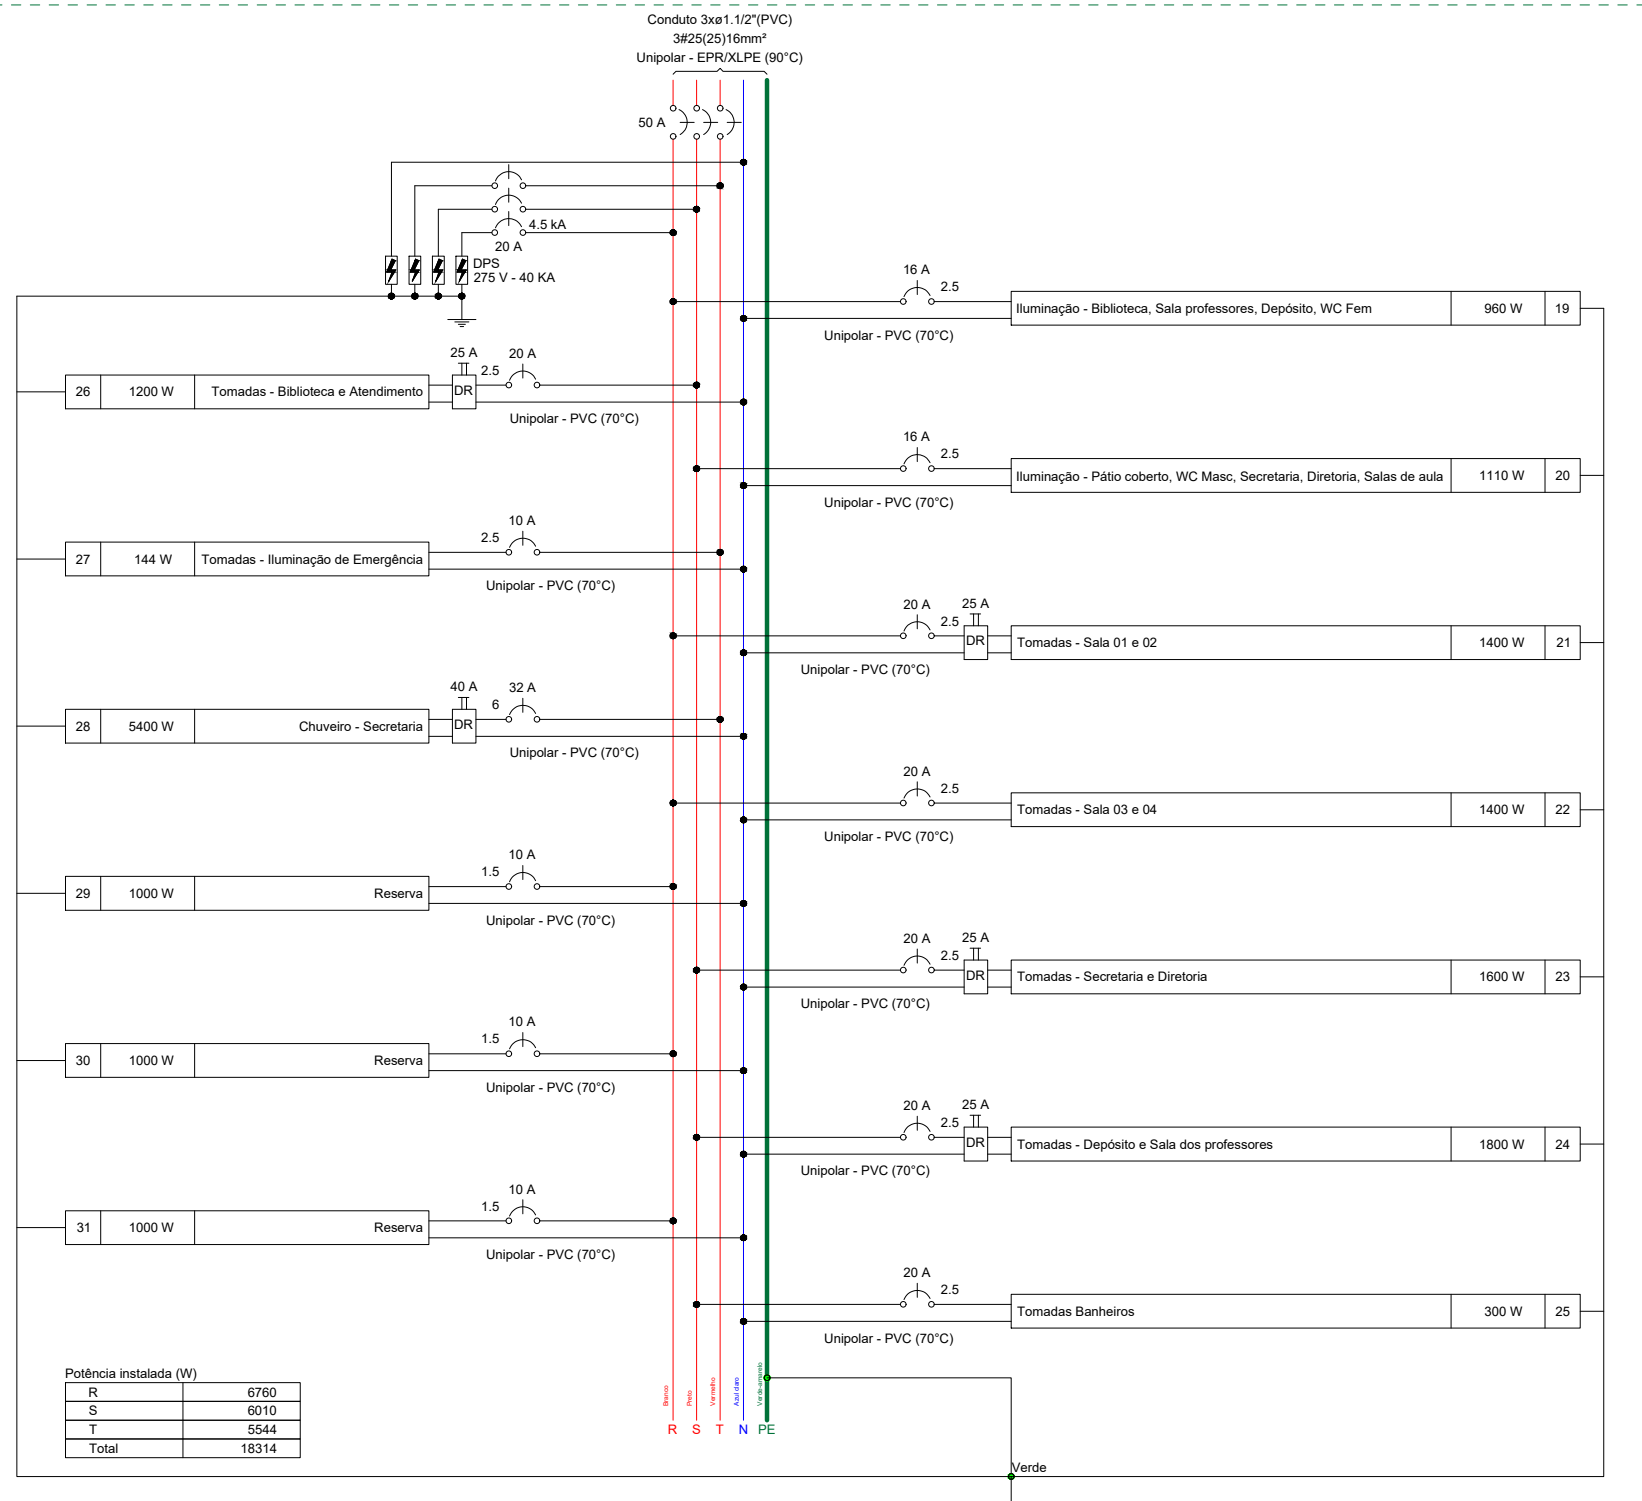 Conduto 3xø1.1/2"(PVC)
3#25(25)16mm²
Unipolar - EPR/XLPE (90°C)
50 A
4.5 kA
20 A
DPS
275 V - 40 KA
16 A
2.5
Iluminação - Biblioteca, Sala professores, Depósito, WC Fem 960 W 19
Unipolar - PVC (70°C)
25 A
20 A
2.5
26 1200 W Tomadas - Biblioteca e Atendimento DR
Unipolar - PVC (70°C)
16 A
2.5
Iluminação - Pátio coberto, WC Masc, Secretaria, Diretoria, Salas de aula 1110 W 20
Unipolar - PVC (70°C)
10 A
2.5
27 144 W Tomadas - Iluminação de Emergência
Unipolar - PVC (70°C)
20 A
25 A
2.5
DR Tomadas - Sala 01 e 02 1400 W 21
Unipolar - PVC (70°C)
40 A
32 A
6
28 5400 W Chuveiro - Secretaria DR
Unipolar - PVC (70°C)
20 A
2.5
Tomadas - Sala 03 e 04 1400 W 22
Unipolar - PVC (70°C)
10 A
1.5
29 1000 W Reserva
Unipolar - PVC (70°C)
20 A
25 A
2.5
DR Tomadas - Secretaria e Diretoria 1600 W 23
Unipolar - PVC (70°C)
10 A
1.5
30 1000 W Reserva
Unipolar - PVC (70°C)
20 A
25 A
2.5
DR Tomadas - Depósito e Sala dos professores 1800 W 24
Unipolar - PVC (70°C)
10 A
1.5
31 1000 W Reserva
Unipolar - PVC (70°C)
20 A
2.5
Tomadas Banheiros 300 W 25
Unipolar - PVC (70°C)
Potência instalada (W)
R 6760
S 6010
T 5544
Total 18314
Branco
Preto
Vermelho
Azul claro
Verde-amarelo
R S T N PE
Verde